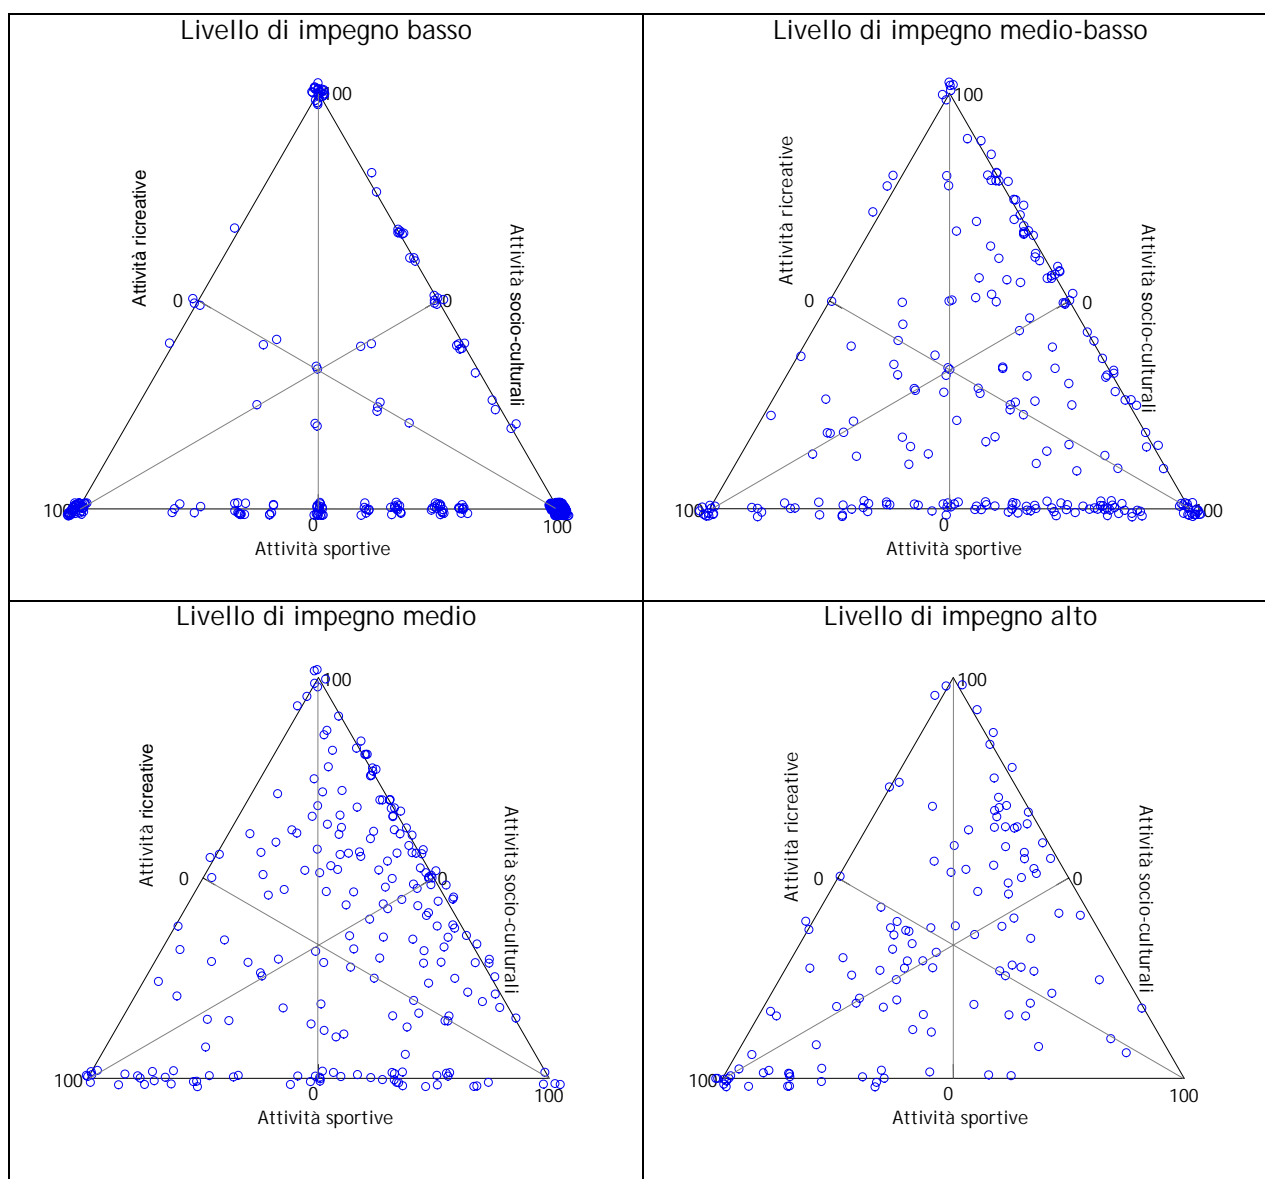 Livello di impegno basso
100
Attività ricreative
Attività socio-culturali
0
0
100
0
100
Attività sportive
Livello di impegno medio-basso
100
Attività ricreative
Attività socio-culturali
0
0
100
0
00
Attività sportive
Livello di impegno medio
100
Attività ricreative
Attività socio-culturali
0
0
100
0
100
Attività sportive
Livello di impegno alto
100
Attività ricreative
Attività socio-culturali
0
0
100
0
100
Attività sportive